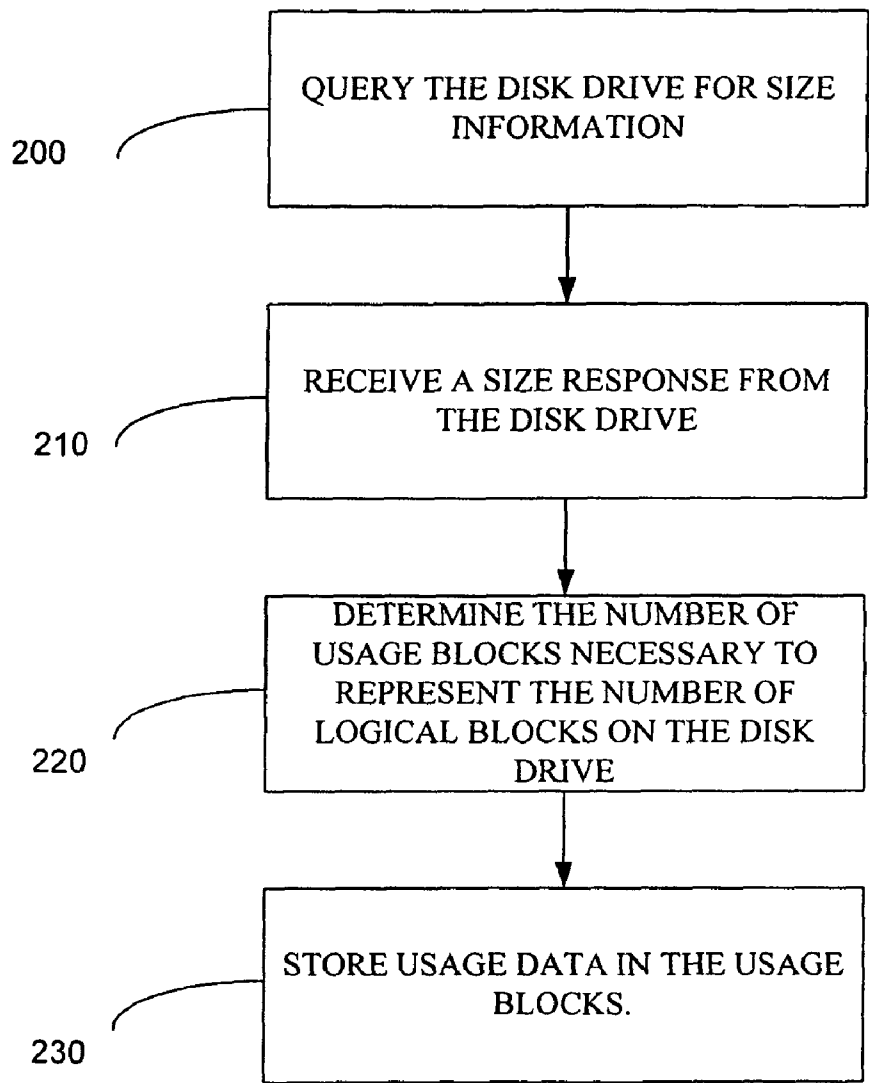 QUERY THE DISK DRIVE FOR SIZE
INFORMATION
200
RECEIVE A SIZE RESPONSE FROM
THE DISK DRIVE
210
DETERMINE THE NUMBER OF
USAGE BLOCKS NECESSARY TO
REPRESENT THE NUMBER OF
LOGICAL BLOCKS ON THE DISK
DRIVE
220
STORE USAGE DATA IN THE USAGE
BLOCKS.
230